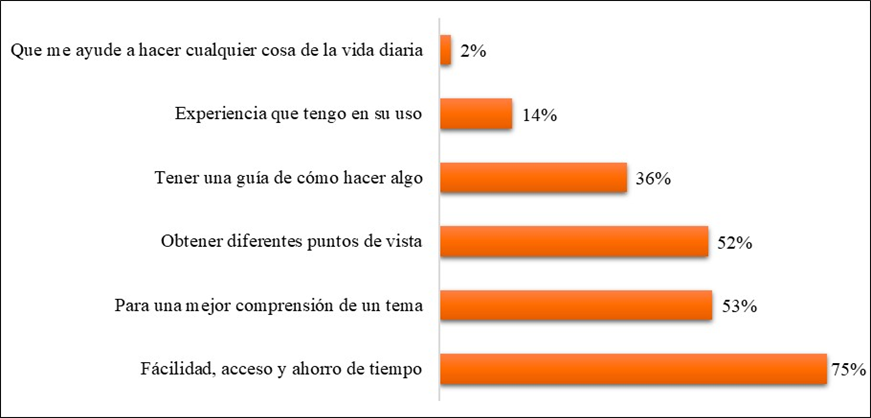 Que me ayude a hacer cualquier cosa de la vida diaria 2%
Experiencia que tengo en su uso 14%
Tener una guía de cómo hacer algo 36%
Obtener diferentes puntos de vista 52%
Para una mejor comprensión de un tema 53%
Fácilidad, acceso y ahorro de tiempo 75%